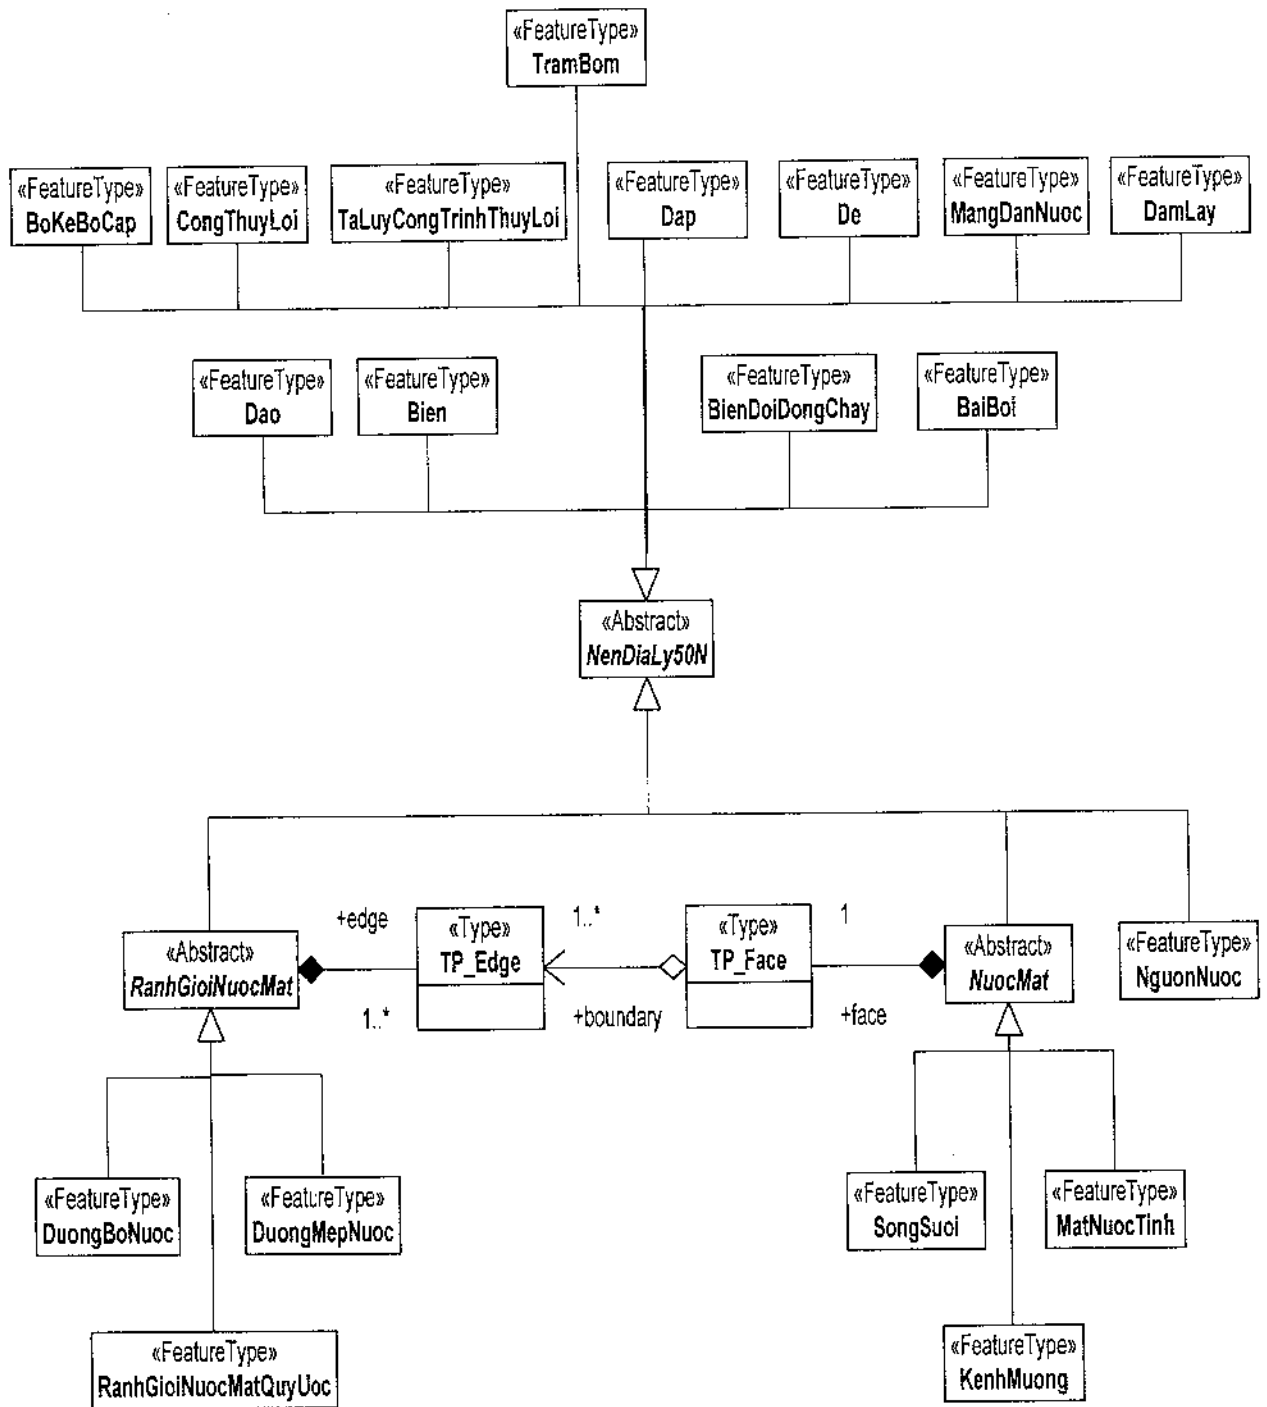 «FeatureType»
TramBom
«FeatureType»
BoKeBoCap
«FeatureType»
CongThuyLoi
«FeatureType»
TaLuyCongTrinhThuyLoi
«FeatureType»
Dap
«FeatureType»
De
«FeatureType»
MangDanNuoc
«FeatureType»
DamLay
«FeatureType»
Dao
«FeatureType»
Bien
«FeatureType»
BienDoiDongChay
«FeatureType»
BaiBoi
«Abstract»
NenDiaLy50N
«Abstract»
RanhGioiNuocMat
+edge
1..*
«Type»
TP_Edge
1..*
+boundary
«Type»
TP_Face
1
+face
«Abstract»
NuocMat
«FeatureType»
NguonNuoc
«FeatureType»
DuongBoNuoc
«FeatureType»
DuongMepNuoc
«FeatureType»
SongSuoi
«FeatureType»
MatNuocTinh
«FeatureType»
RanhGioiNuocMatQuyUoc
«FeatureType»
KenhMuong